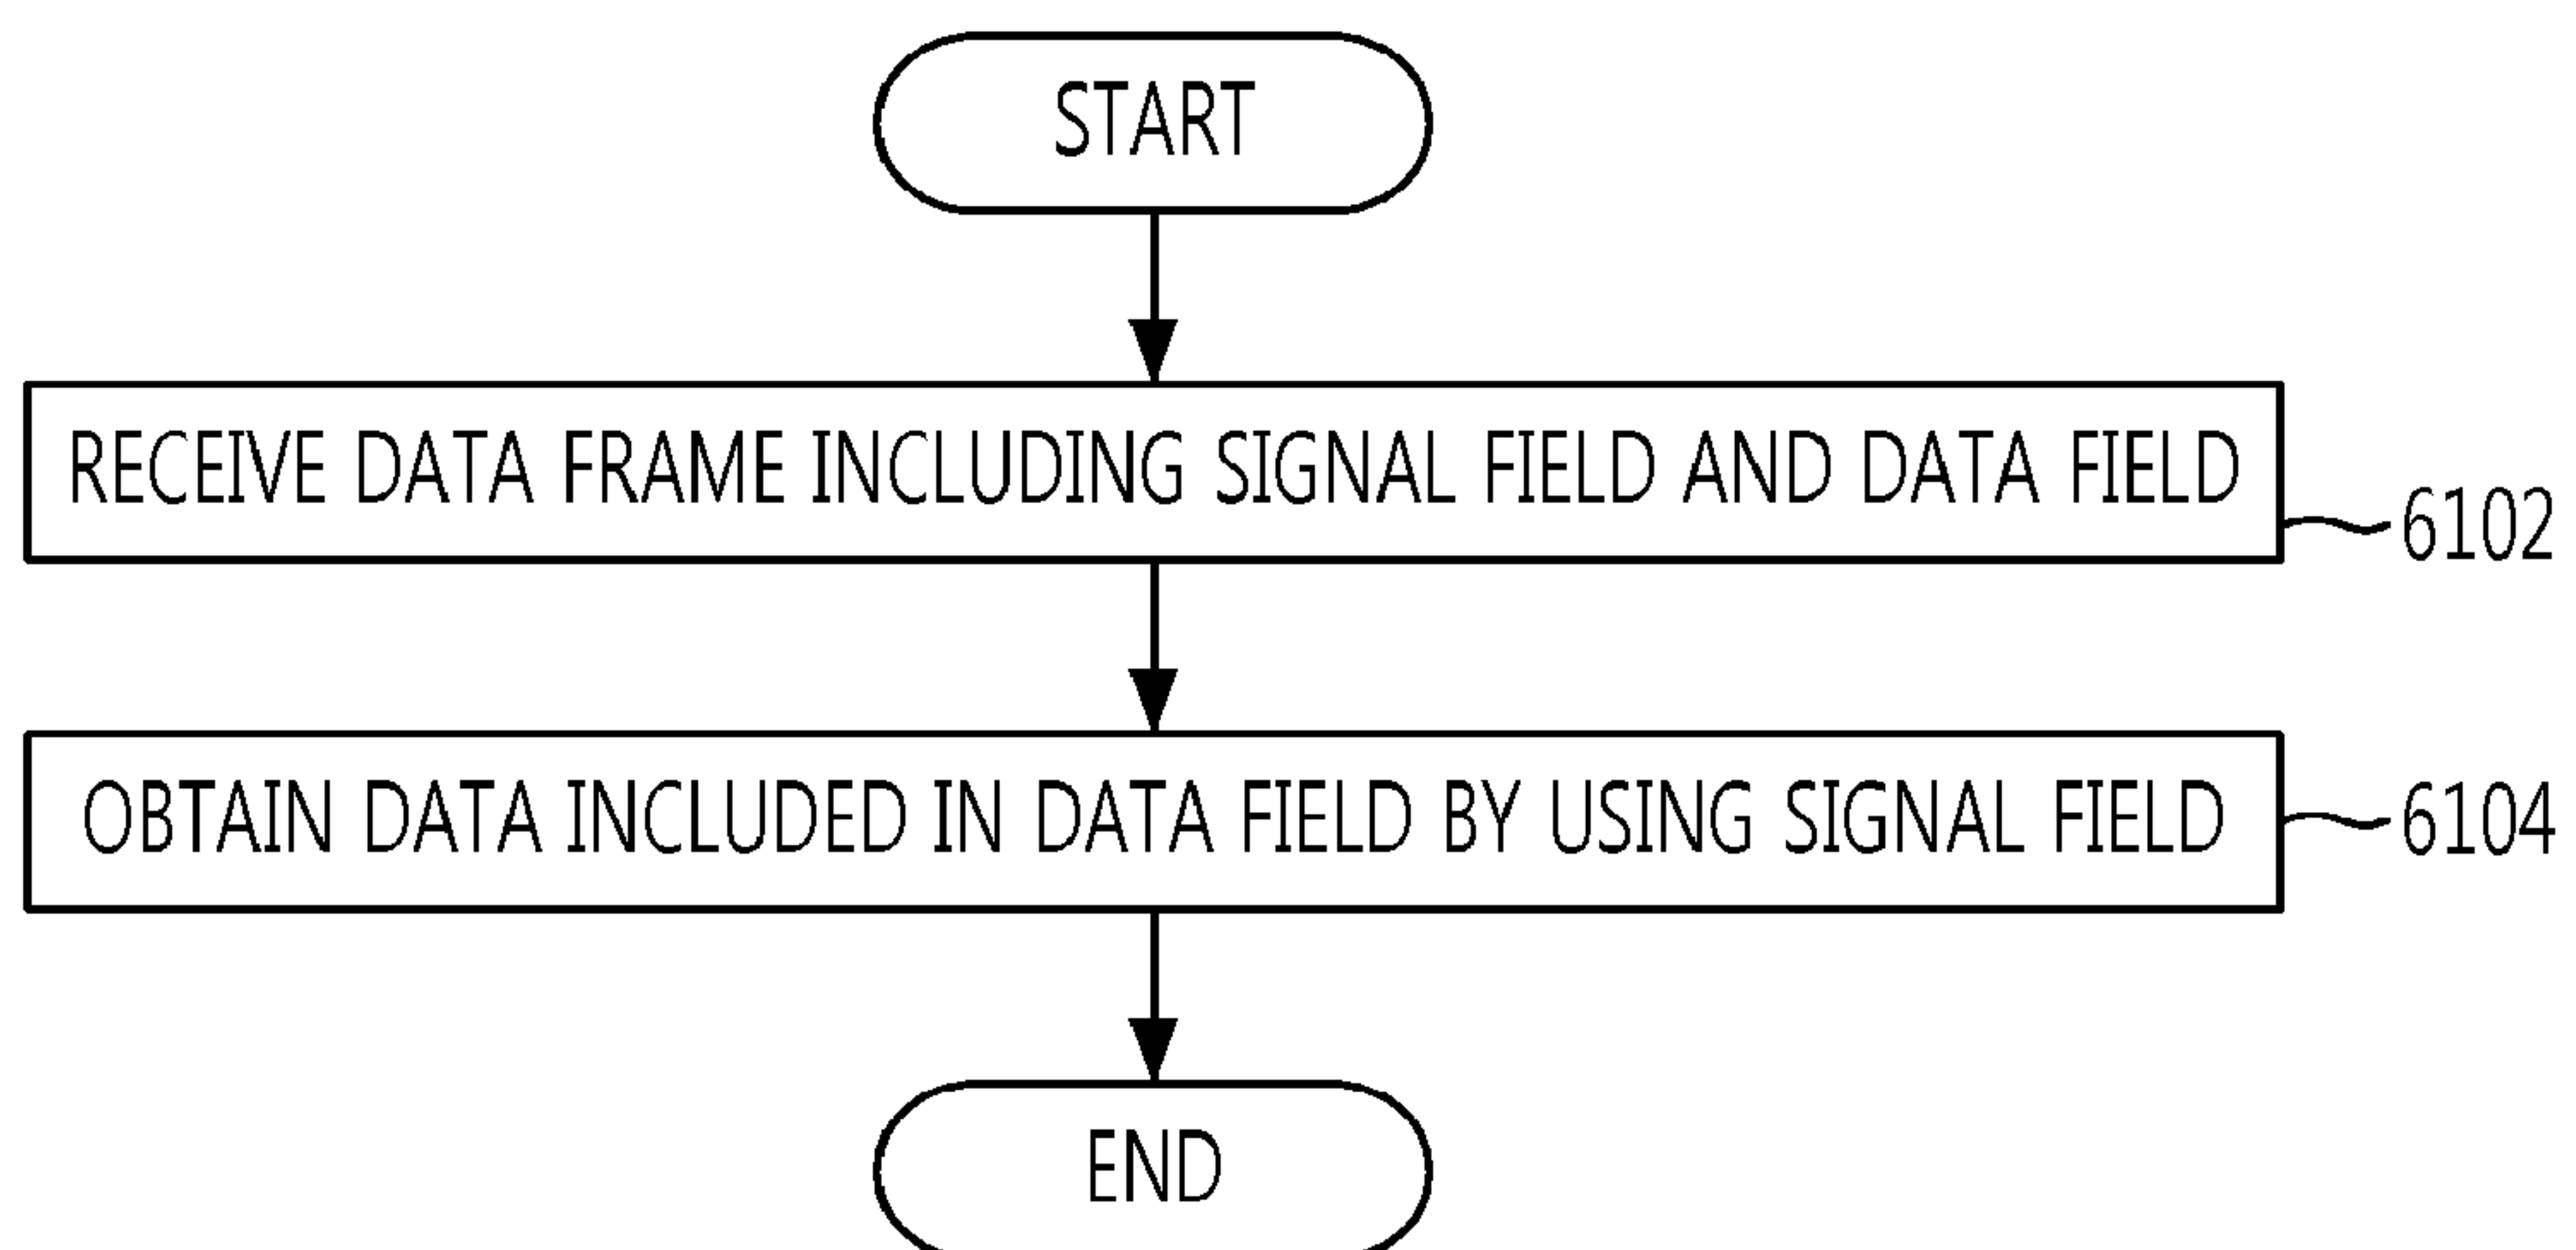 START
RECEIVE DATA FRAME INCLUDING SIGNAL FIELD AND DATA FIELD
6102
OBTAIN DATA INCLUDED IN DATA FIELD BY USING SIGNAL FIELD
6104
END